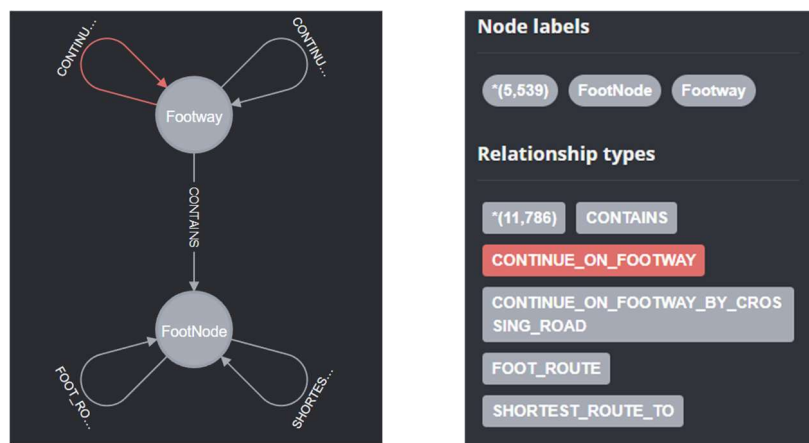 CONTINU...
CONTINU...
Footway
CONTAINS
FootNode
FOOT_RO...
SHORTES...
Node labels
*(5,539) FootNode Footway
Relationship types
*(11,786) CONTAINS
CONTINUE_ON_FOOTWAY
CONTINUE_ON_FOOTWAY_BY_CROS
SING_ROAD
FOOT_ROUTE
SHORTEST_ROUTE_TO